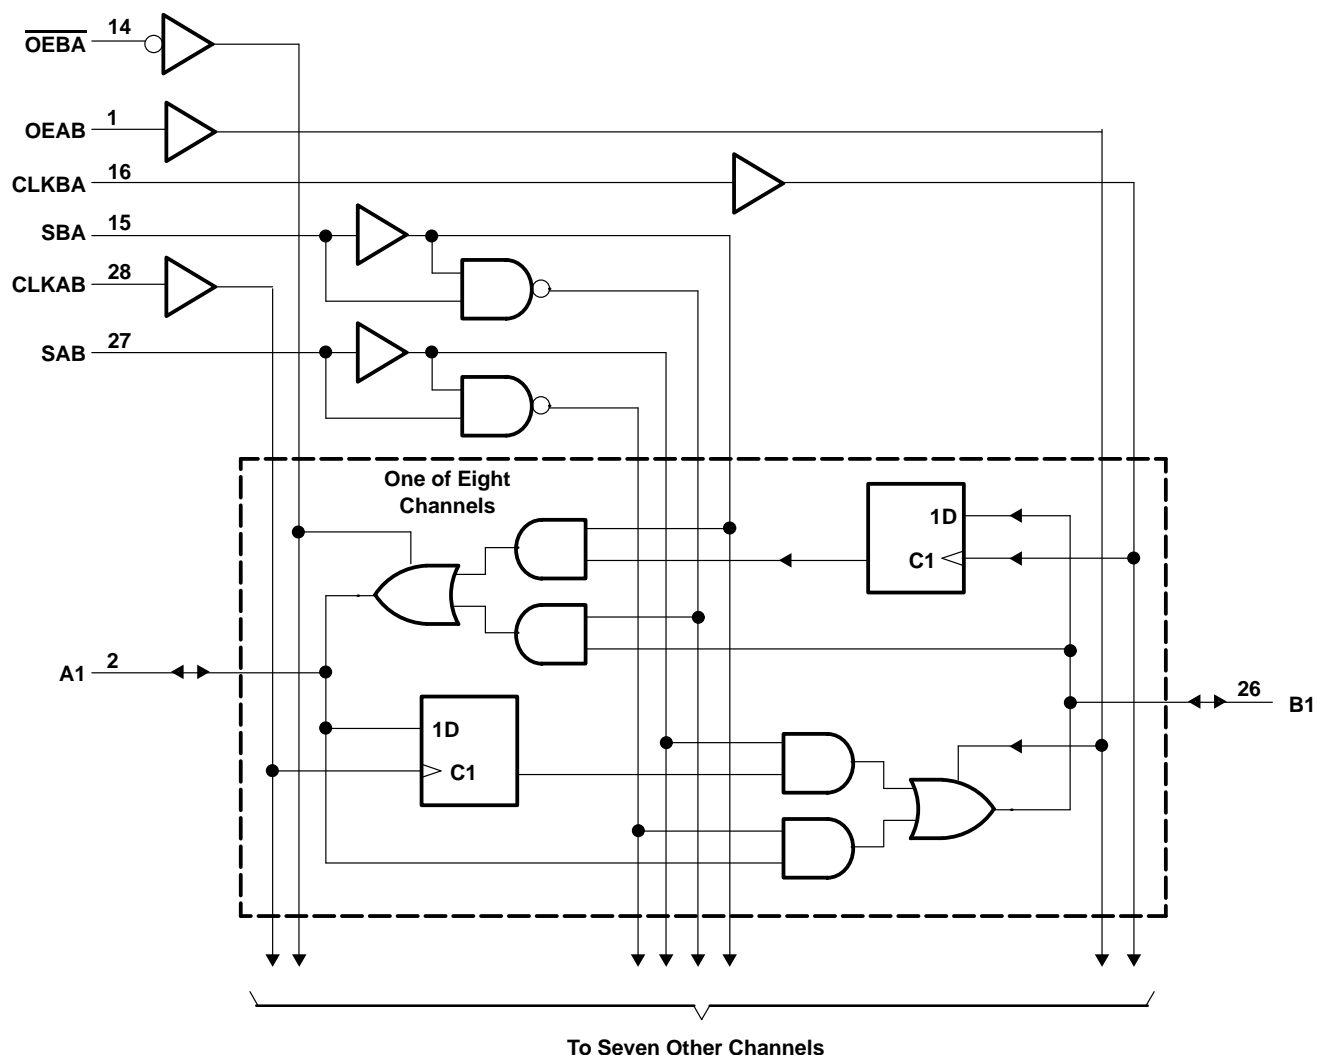 OEBA 14
OEAB 1
CLKBA 16
SBA 15
CLKAB 28
SAB 27
One of Eight
Channels
1D
C1
A1 2
1D
C1
26 B1
To Seven Other Channels